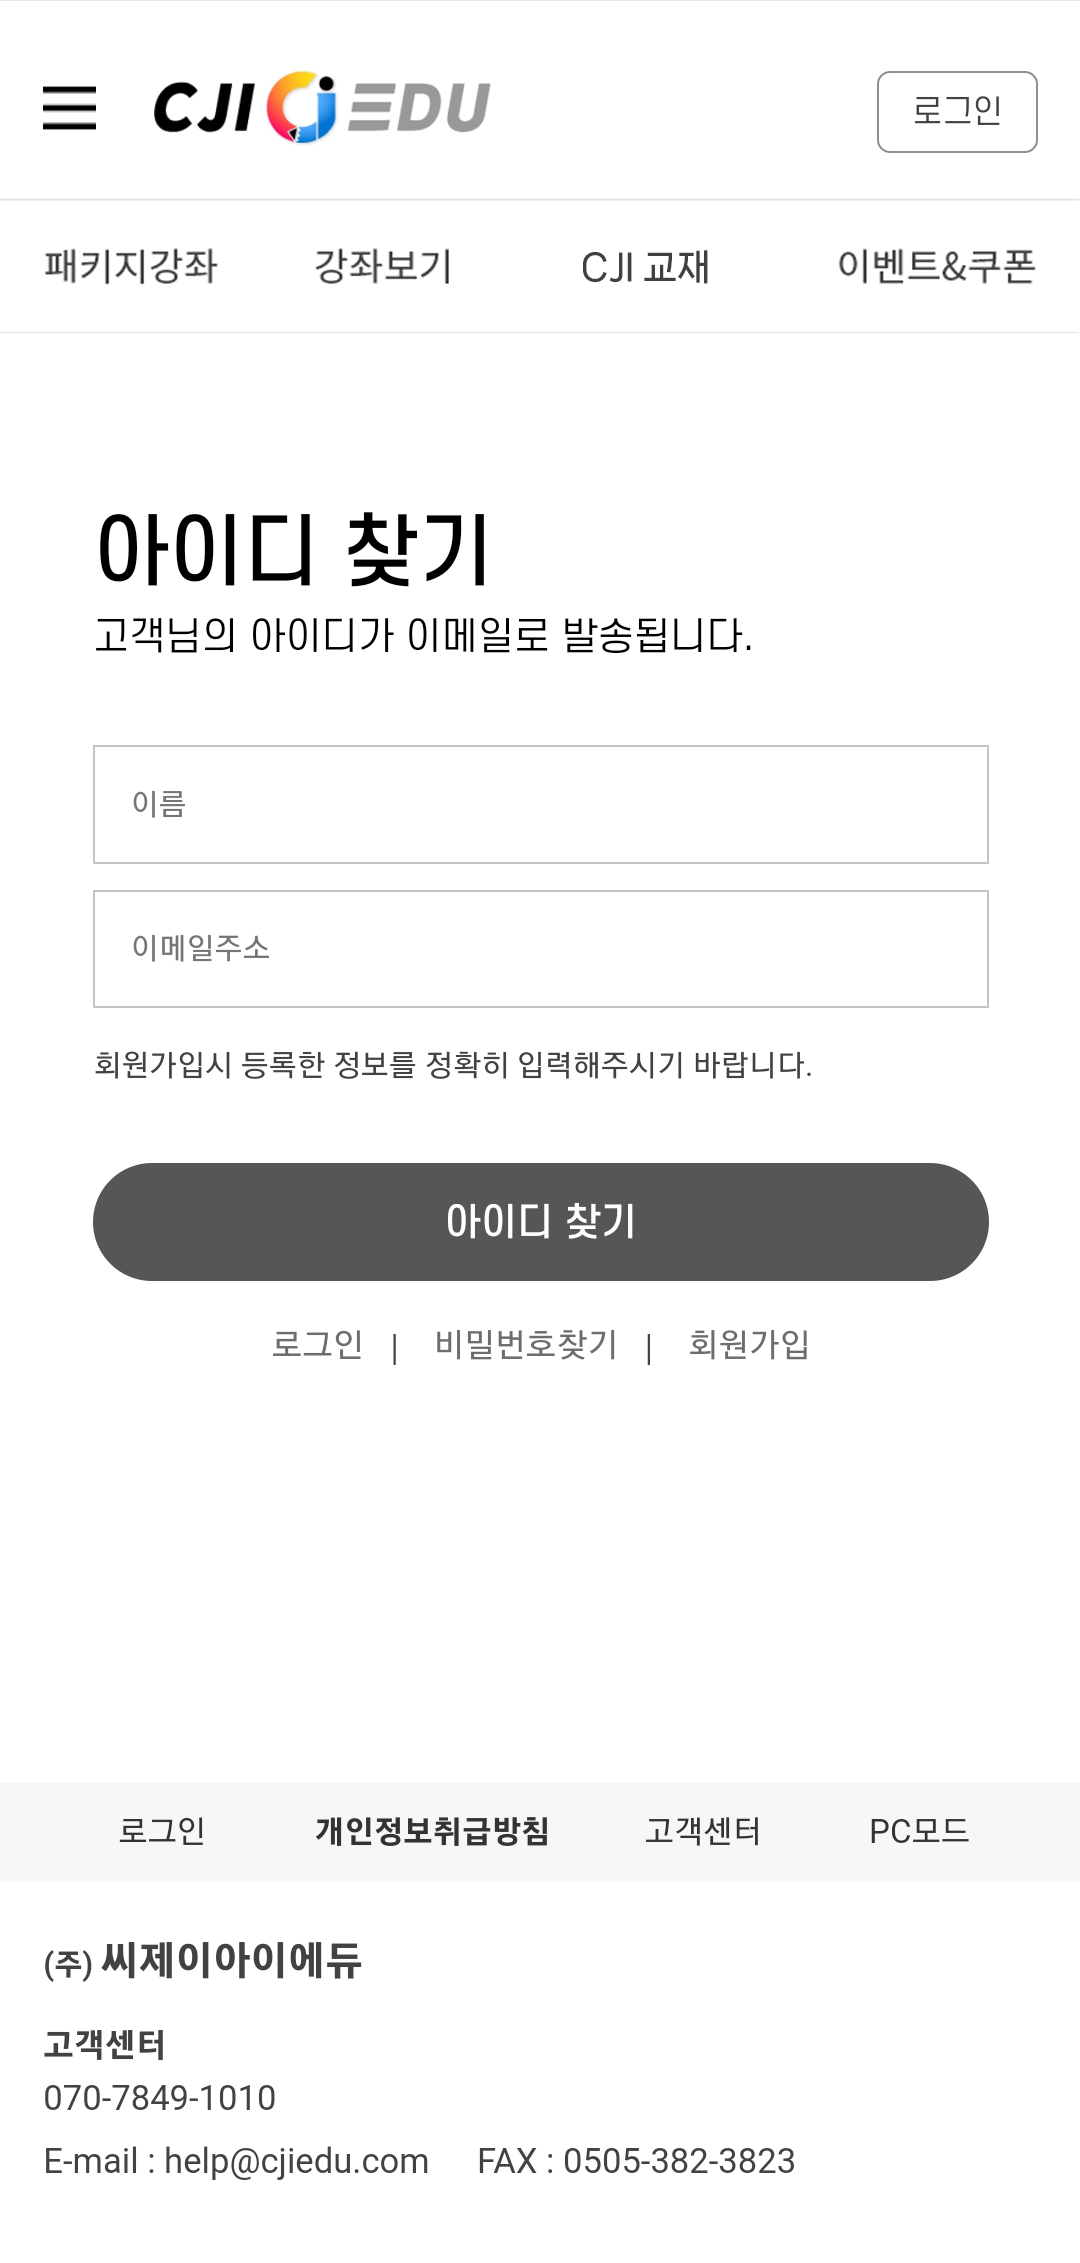 CJI EDU 로그인
패키지강좌 강좌보기 CJI 교재 이벤트&쿠폰
아이디 찾기
고객님의 아이디가 이메일로 발송됩니다.
이름
이메일주소
회원가입시 등록한 정보를 정확히 입력해주시기 바랍니다.
아이디 찾기
로그인 | 비밀번호찾기 | 회원가입
로그인 개인정보취급방침 고객센터 PC모드
(주) 씨제이아이에듀
고객센터
070-7849-1010
E-mail : help@cjiedu.com FAX : 0505-382-3823